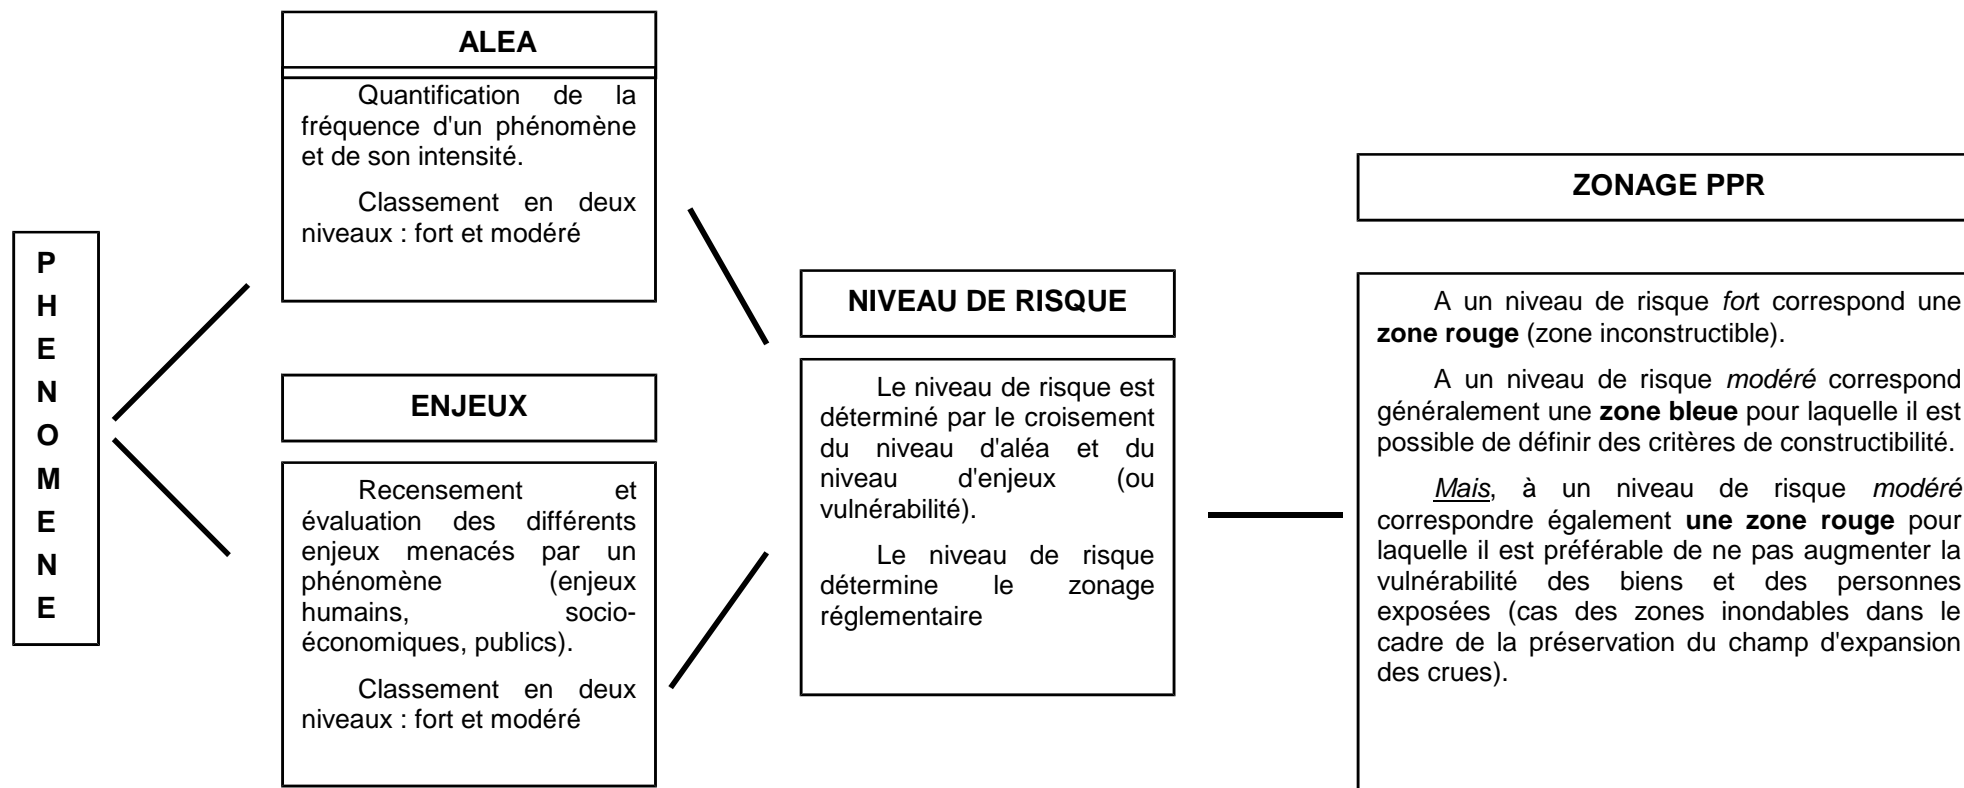 P
H
E
N
O
M
E
N
E
ALEA
Quantification de la
fréquence d'un phénomène
et de son intensité.
Classement en deux
niveaux : fort et modéré
ENJEUX
Recensement et
évaluation des différents
enjeux menacés par un
phénomène (enjeux
humains, socio-
économiques, publics).
Classement en deux
niveaux : fort et modéré
NIVEAU DE RISQUE
Le niveau de risque est
déterminé par le croisement
du niveau d'aléa et du
niveau d'enjeux (ou
vulnérabilité).
Le niveau de risque
détermine le zonage
réglementaire
ZONAGE PPR
A un niveau de risque fort correspond une
zone rouge (zone inconstructible).
A un niveau de risque modéré correspond
généralement une zone bleue pour laquelle il est
possible de définir des critères de constructibilité.
Mais, à un niveau de risque modéré
correspondre également une zone rouge pour
laquelle il est préférable de ne pas augmenter la
vulnérabilité des biens et des personnes
exposées (cas des zones inondables dans le
cadre de la préservation du champ d'expansion
des crues).